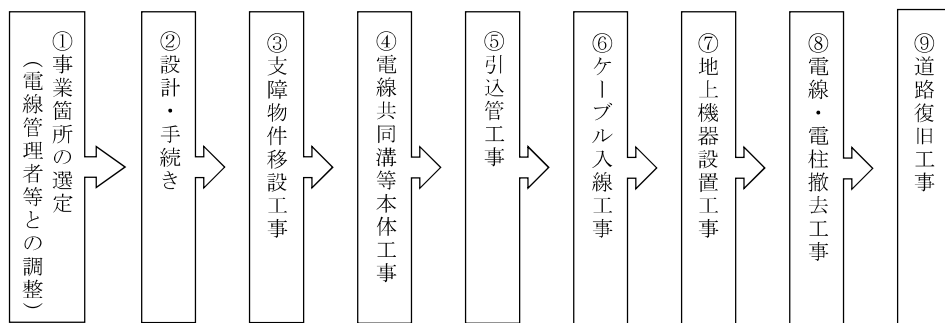 ①事業箇所の選定
（電線管理者等との調整）
②設計・手続き
③支障物件移設工事
④電線共同溝等本体工事
⑤引込管工事
⑥ケーブル入線工事
⑦地上機器設置工事
⑧電線・電柱撤去工事
⑨道路復旧工事